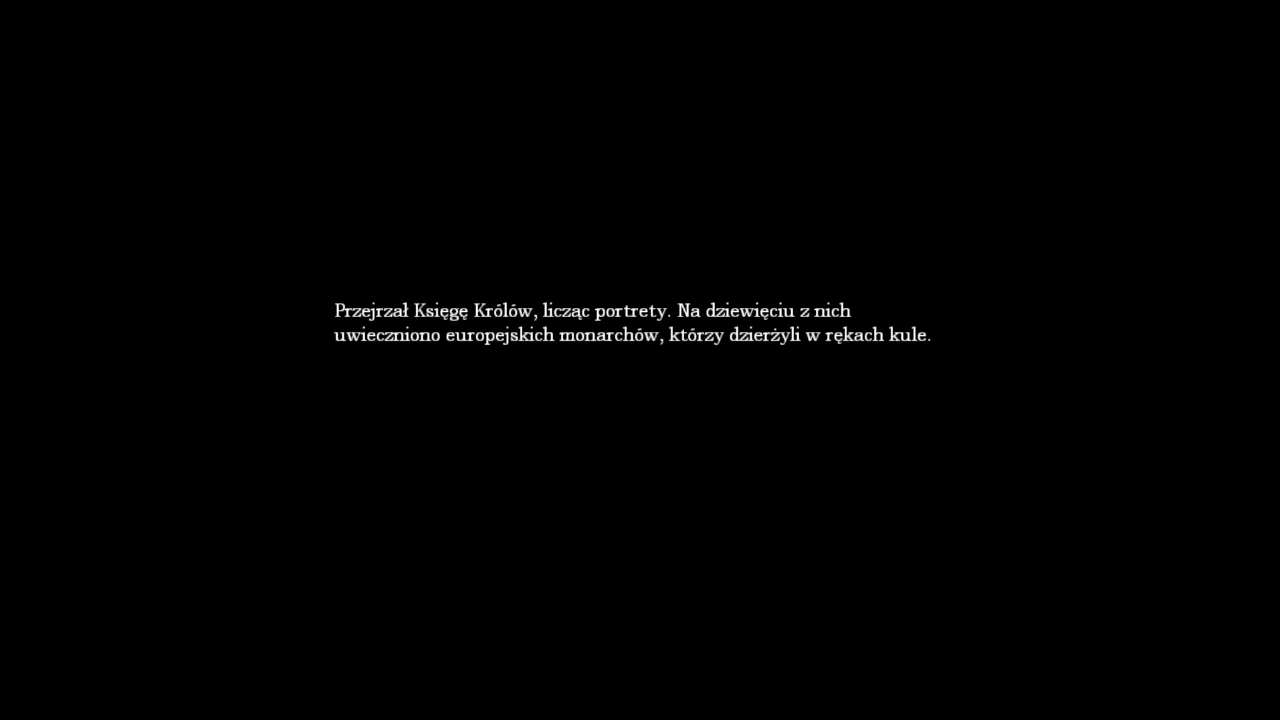 Przejrzał Księgę Królów, licząc portrety. Na dziewięciu z nich
uwieczniono europejskich monarchów, którzy dzierżyli w rękach kule.